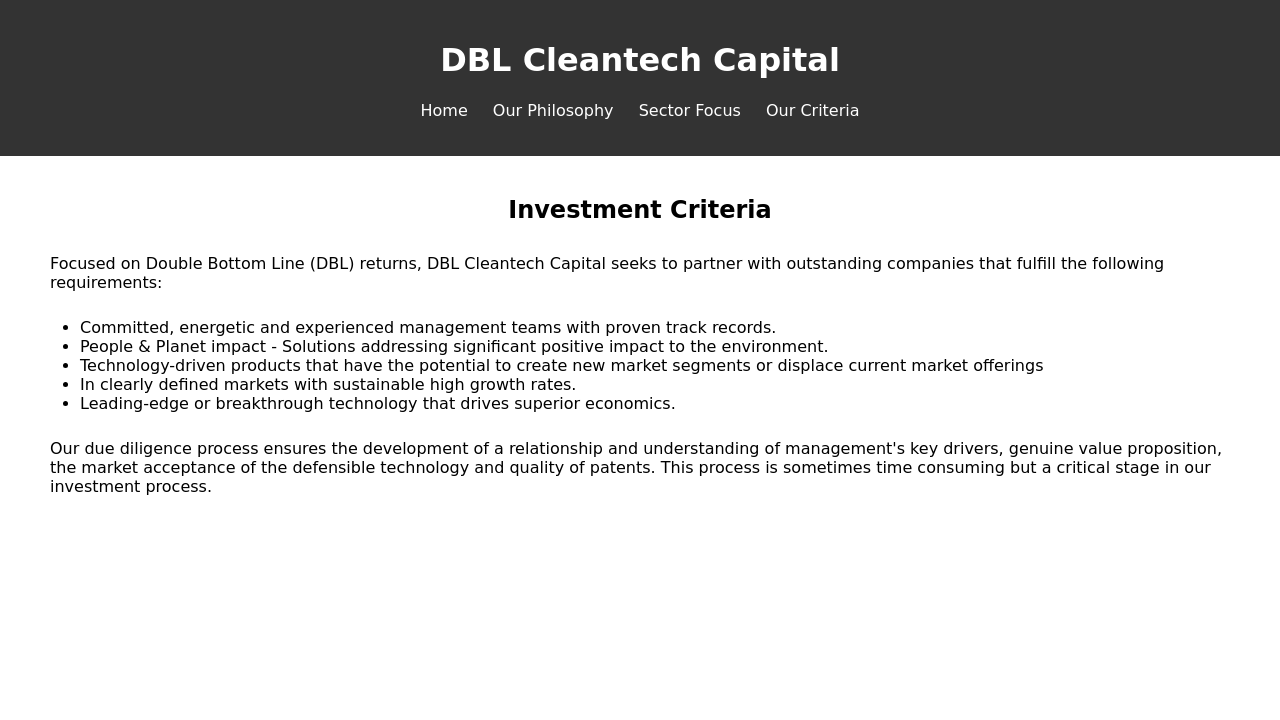 DBL Cleantech Capital
Home Our Philosophy Sector Focus Our Criteria
Investment Criteria
Focused on Double Bottom Line (DBL) returns, DBL Cleantech Capital seeks to partner with outstanding companies that fulfill the following
requirements:
• Committed, energetic and experienced management teams with proven track records.
• People & Planet impact - Solutions addressing significant positive impact to the environment.
• Technology-driven products that have the potential to create new market segments or displace current market offerings
• In clearly defined markets with sustainable high growth rates.
• Leading-edge or breakthrough technology that drives superior economics.
Our due diligence process ensures the development of a relationship and understanding of management's key drivers, genuine value proposition,
the market acceptance of the defensible technology and quality of patents. This process is sometimes time consuming but a critical stage in our
investment process.